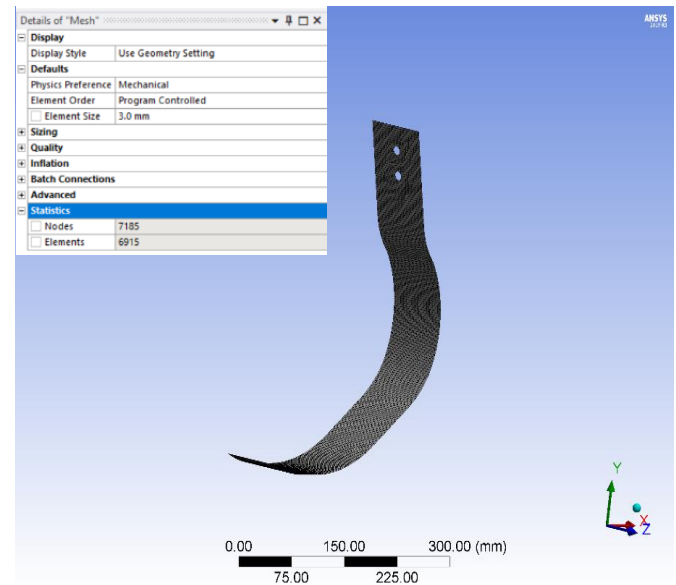 Details of "Mesh"
Display
Display Style Use Geometry Setting
Defaults
Physics Preference Mechanical
Element Order Program Controlled
Element Size 3.0 mm
Sizing
Quality
Inflation
Batch Connections
Advanced
Statistics
Nodes 7185
Elements 6915
ANSYS
Y
X
Z
0.00 150.00 300.00 (mm)
75.00 225.00